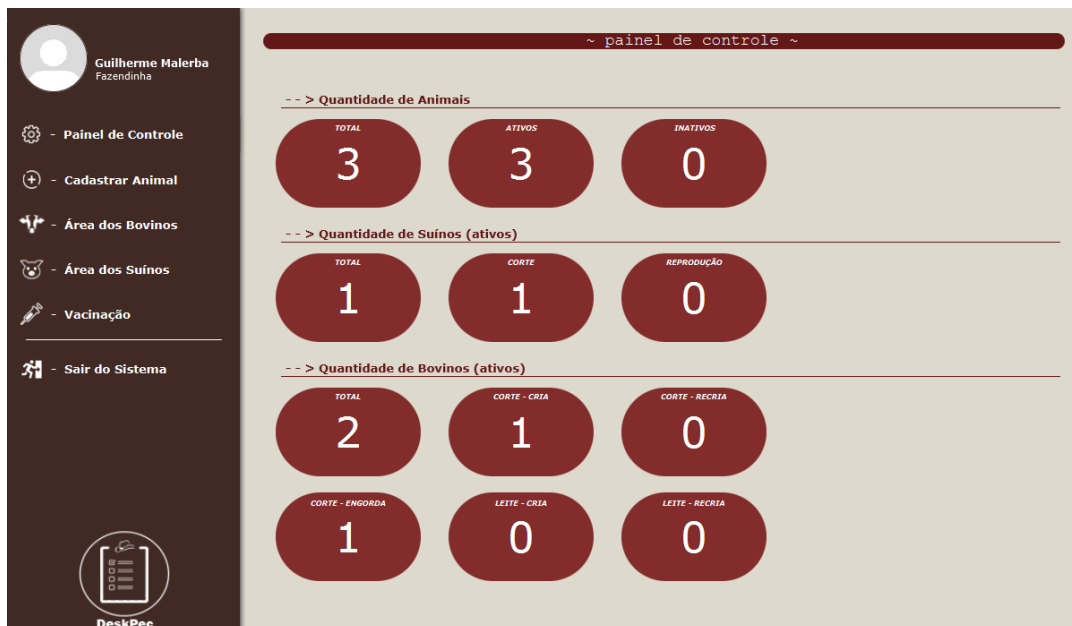 Guilherme Malerba
Fazendinha
- Painel de Controle
- Cadastrar Animal
- Área dos Bovinos
- Área dos Suínos
- Vacinação
- Sair do Sistema
DeskPec
~ painel de controle ~
- - > Quantidade de Animais
TOTAL ATIVOS INATIVOS
3 3 0
- - > Quantidade de Suínos (ativos)
TOTAL CORTE REPRODUÇÃO
1 1 0
- - > Quantidade de Bovinos (ativos)
TOTAL CORTE - CRIA CORTE - RECRIA
2 1 0
CORTE - ENGORDA LEITE - CRIA LEITE - RECRIA
1 0 0